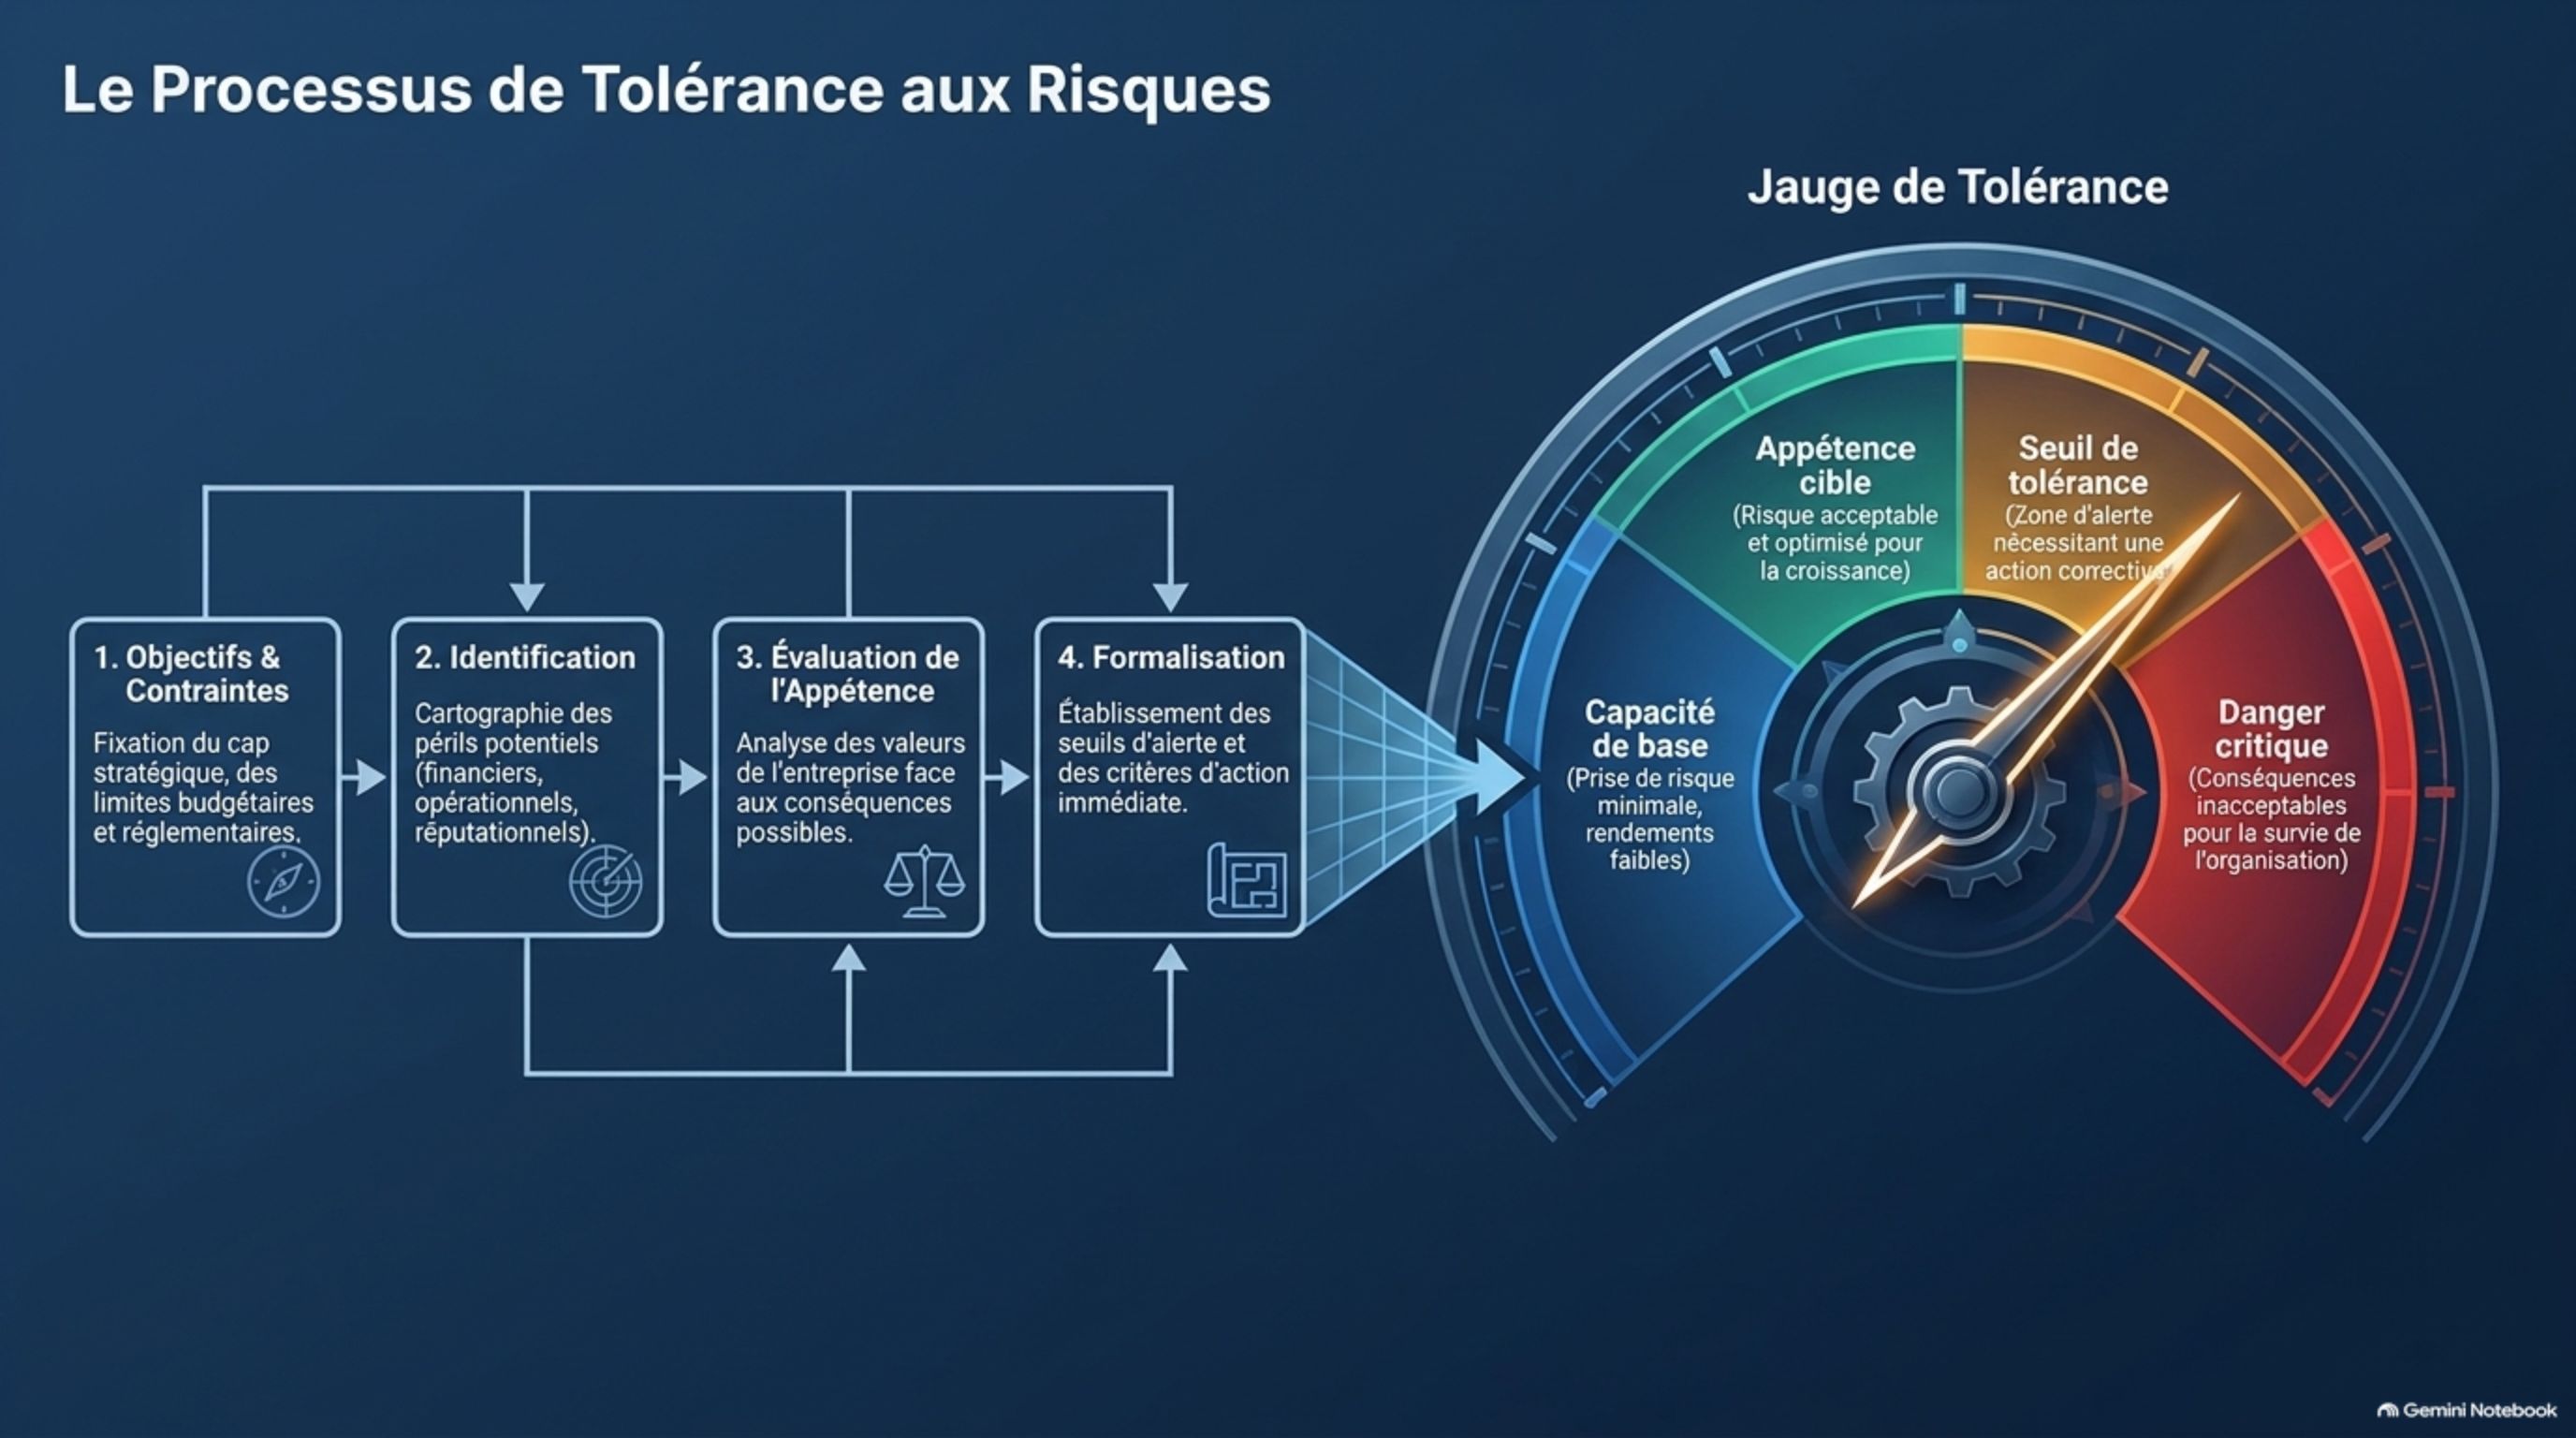 Le Processus de Tolérance aux Risques
1. Objectifs &
Contraintes
Fixation du cap
stratégique, des
limites budgétaires
et réglementaires.
2. Identification
Cartographie des
périls potentiels
(financiers,
opérationnels,
réputationnels).
3. Évaluation de
l'Appétence
Analyse des valeurs
de l'entreprise face
aux conséquences
possibles.
4. Formalisation
Établissement des
seuils d'alerte et
des critères d'action
immédiate.
Jauge de Tolérance
Capacité
de base
(Prise de risque
minimale,
rendements
faibles)
Appétence
cible
(Risque acceptable
et optimisé pour
la croissance)
Seuil de
tolérance
(Zone d'alerte
nécessitant une
action
Danger
critique
(Conséquences
inacceptables
pour la survie de
l'organisation)
Gemini Notebook